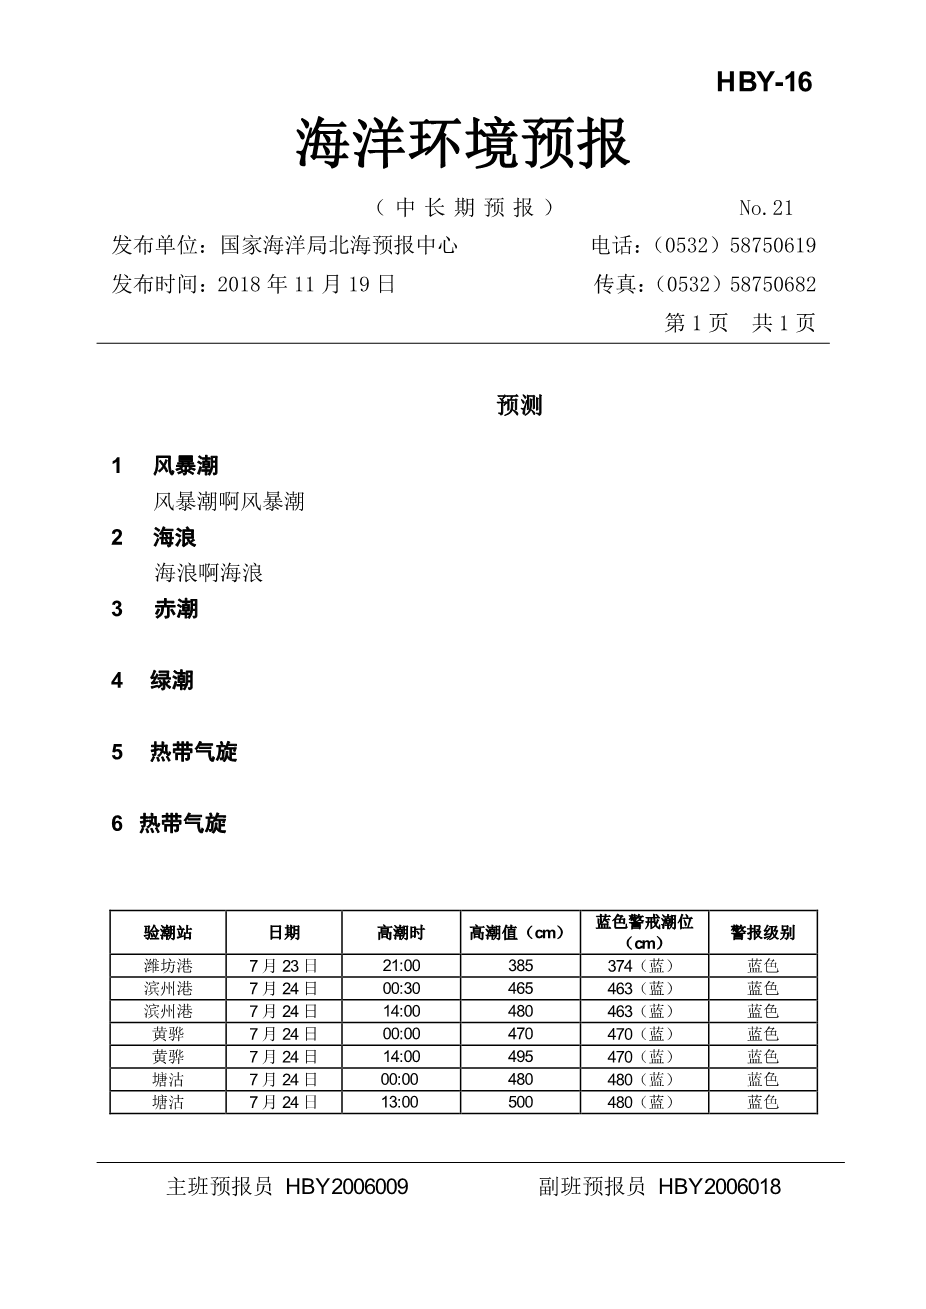 HBY-16
海洋环境预报
（中长期预报） No.21
发布单位：国家海洋局北海预报中心 电话：（0532）58750619
发布时间：2018 年 11 月 19 日 传真：（0532）58750682
第 1 页 共 1 页
预测
1 风暴潮
风暴潮啊风暴潮
2 海浪
海浪啊海浪
3 赤潮
4 绿潮
5 热带气旋
6 热带气旋
验潮站 日期 高潮时 高潮值（cm） 蓝色警戒潮位（cm） 警报级别
潍坊港 7 月 23 日 21:00 385 374（蓝） 蓝色
滨州港 7 月 24 日 00:30 465 463（蓝） 蓝色
滨州港 7 月 24 日 14:00 480 463（蓝） 蓝色
黄骅 7 月 24 日 00:00 470 470（蓝） 蓝色
黄骅 7 月 24 日 14:00 495 470（蓝） 蓝色
塘沽 7 月 24 日 00:00 480 480（蓝） 蓝色
塘沽 7 月 24 日 13:00 500 480（蓝） 蓝色
主班预报员 HBY2006009 副班预报员 HBY2006018